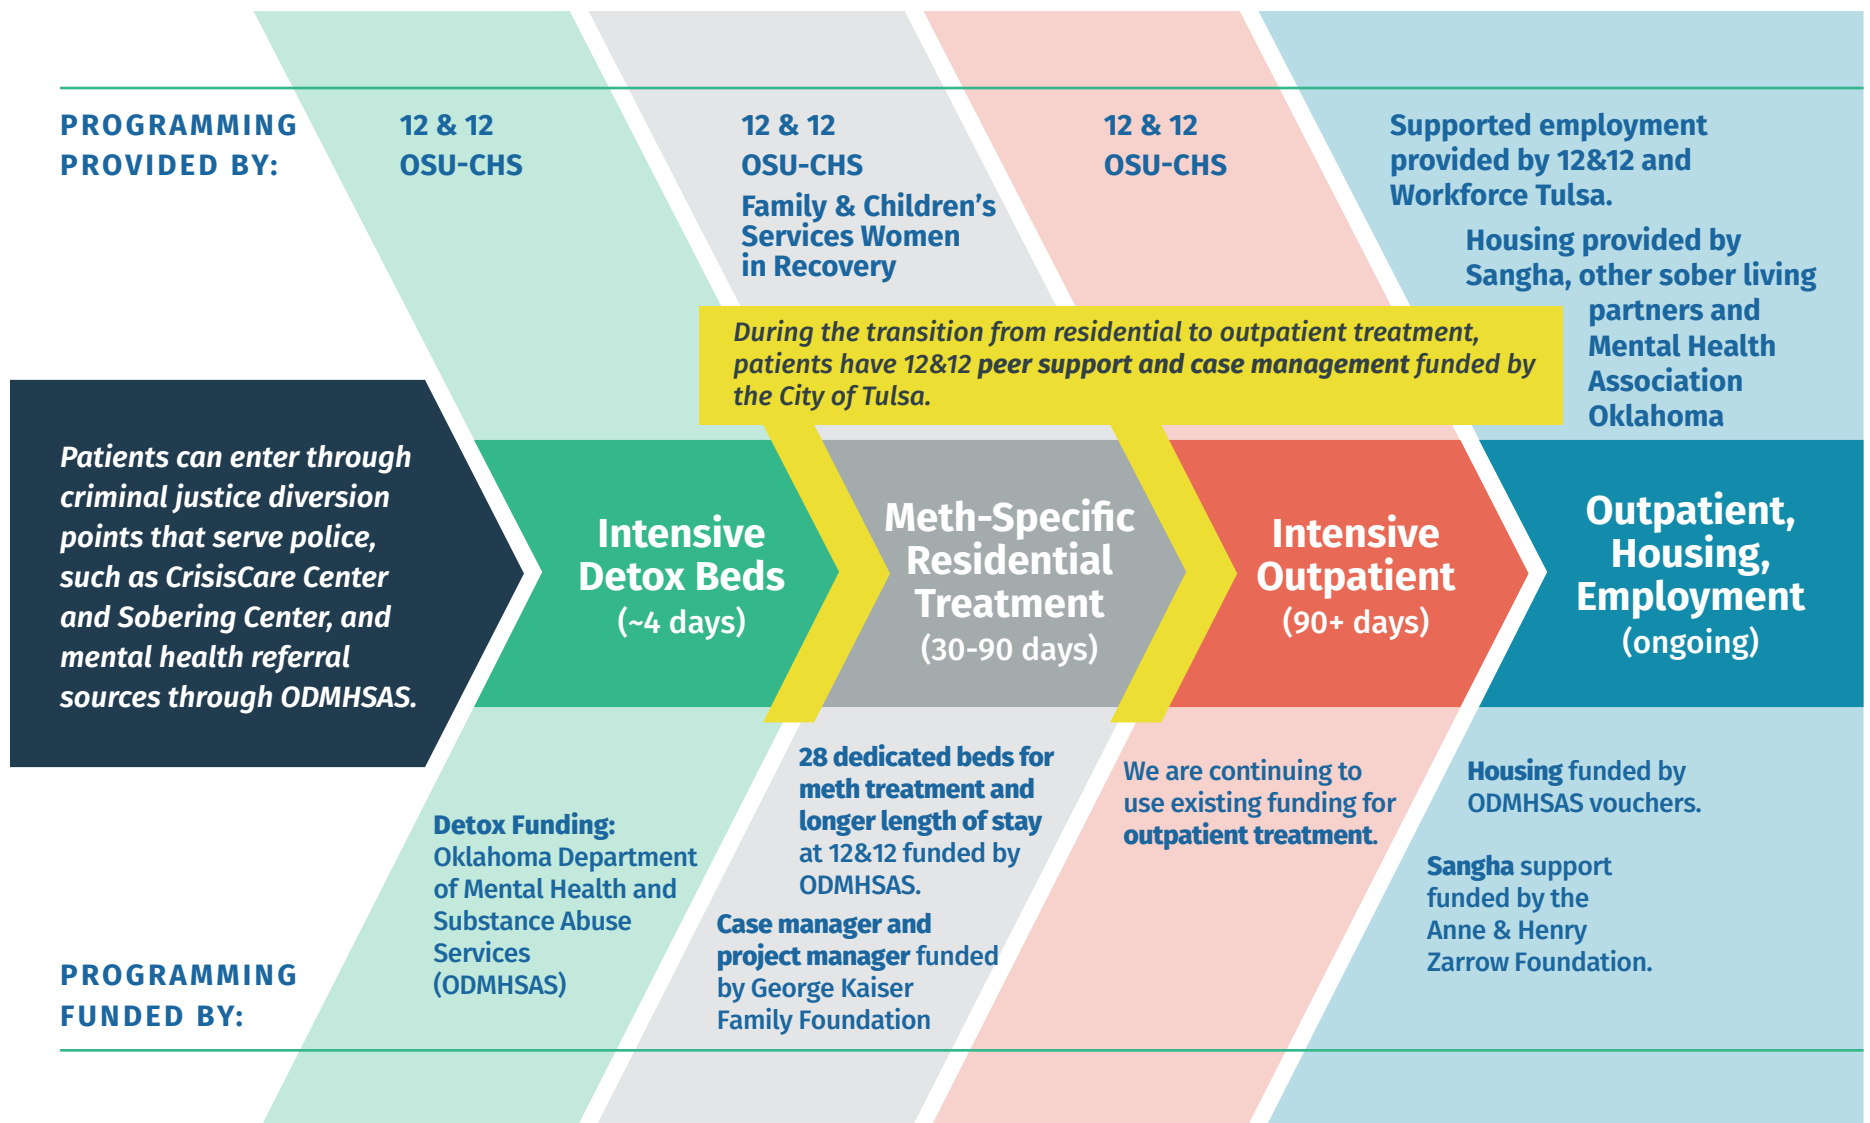 PROGRAMMING
PROVIDED BY:
12 & 12
OSU-CHS
12 & 12
OSU-CHS
Family & Children’s
Services Women
in Recovery
12 & 12
OSU-CHS
Supported employment
provided by 12&12 and
Workforce Tulsa.
Housing provided by
Sangha, other sober living
partners and
Mental Health
Association
Oklahoma
During the transition from residential to outpatient treatment,
patients have 12&12 peer support and case management funded by
the City of Tulsa.
Patients can enter through
criminal justice diversion
points that serve police,
such as CrisisCare Center
and Sobering Center, and
mental health referral
sources through ODMHSAS.
Intensive
Detox Beds
(~4 days)
Meth-Specific
Residential
Treatment
(30-90 days)
Intensive
Outpatient
(90+ days)
Outpatient,
Housing,
Employment
(ongoing)
PROGRAMMING
FUNDED BY:
Detox Funding:
Oklahoma Department
of Mental Health and
Substance Abuse
Services
(ODMHSAS)
28 dedicated beds for
meth treatment and
longer length of stay
at 12&12 funded by
ODMHSAS.
Case manager and
project manager funded
by George Kaiser
Family Foundation
We are continuing to
use existing funding for
outpatient treatment.
Housing funded by
ODMHSAS vouchers.
Sangha support
funded by the
Anne & Henry
Zarrow Foundation.